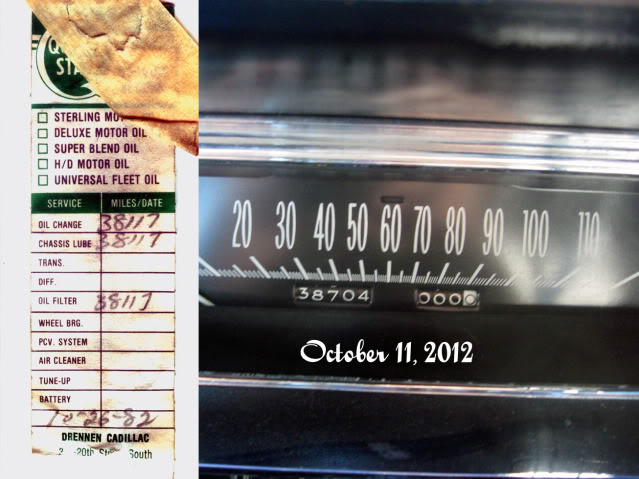 STERLING MOT
DELUXE MOTOR OIL
SUPER BLEND OIL
H/D MOTOR OIL
UNIVERSAL FLEET OIL
SERVICE MILES/DATE
OIL CHANGE 38117
CHASSIS LUBE 38117
TRANS.
DIFF.
OIL FILTER 38117
WHEEL BRG.
PCV. SYSTEM
AIR CLEANER
TUNE-UP
BATTERY
10-26-82
DRENNEN CADILLAC
20th South
20 30 40 50 60 70 80 90 100 110
38704 000
October 11, 2012